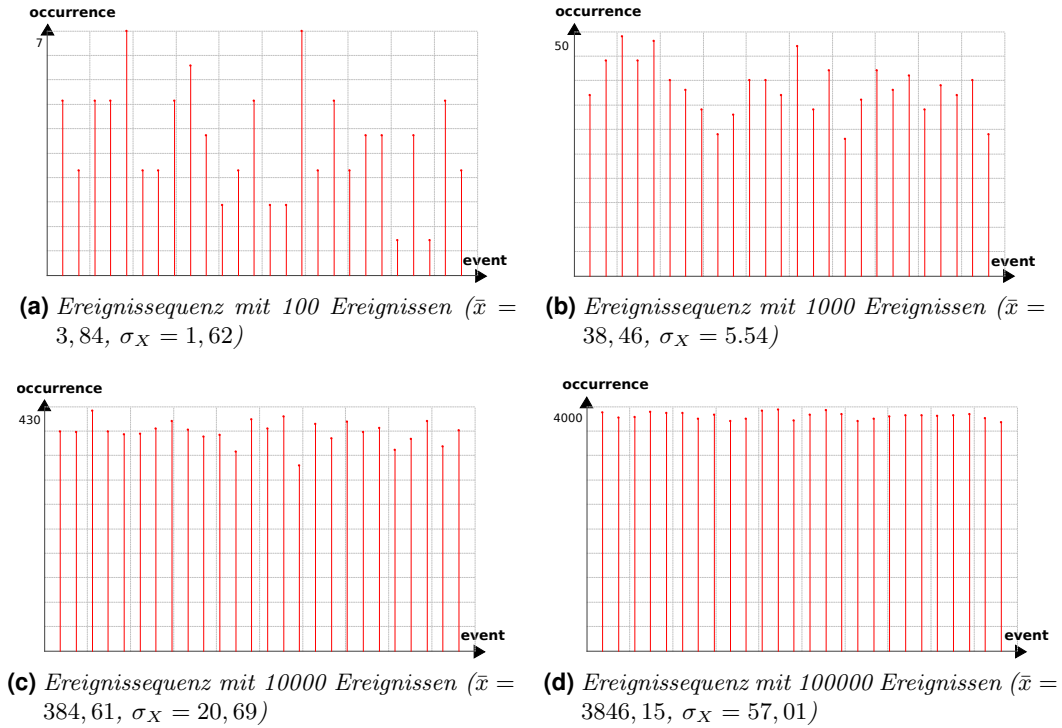 occurrence
7
event
(a) Ereignissequenz mit 100 Ereignissen (x̄ =
3, 84, σX = 1, 62)
occurrence
50
event
(b) Ereignissequenz mit 1000 Ereignissen (x̄ =
38, 46, σX = 5.54)
occurrence
430
event
(c) Ereignissequenz mit 10000 Ereignissen (x̄ =
384, 61, σX = 20, 69)
occurrence
4000
event
(d) Ereignissequenz mit 100000 Ereignissen (x̄ =
3846, 15, σX = 57, 01)